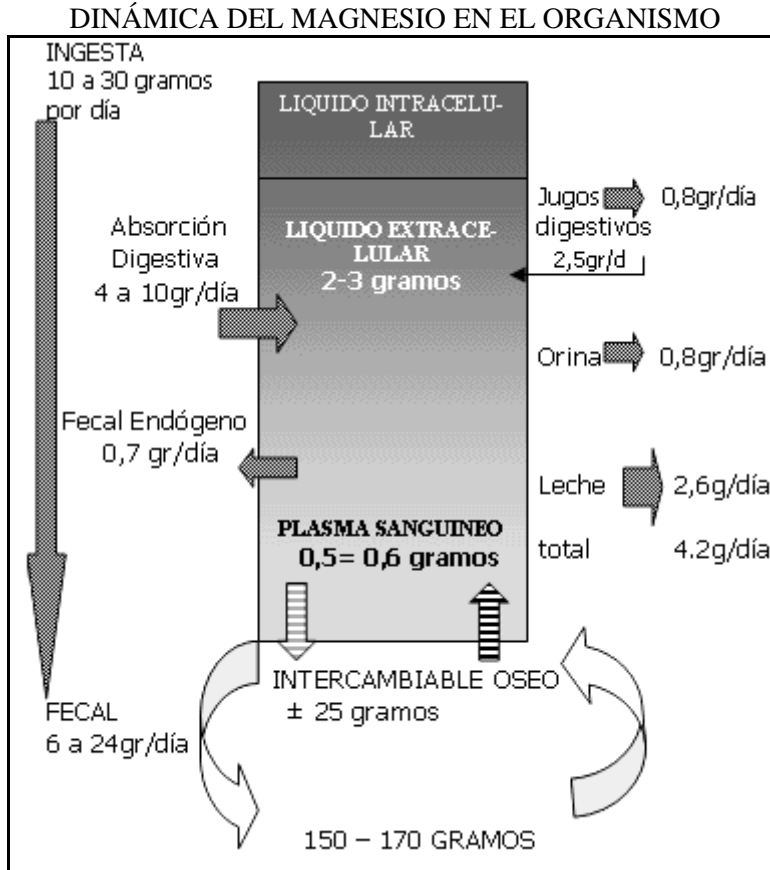 DINÁMICA DEL MAGNESIO EN EL ORGANISMO
INGESTA
10 a 30 gramos
por día
LIQUIDO INTRACELU-
LAR
Absorción
Digestiva
4 a 10gr/día
LIQUIDO EXTRACE-
LULAR
2-3 gramos
Jugos
digestivos
0,8gr/día
2,5gr/d
Orina
0,8gr/día
Fecal Endógeno
0,7 gr/día
Leche
2,6g/día
PLASMA SANGUINEO
0,5= 0,6 gramos
total
4.2g/día
INTERCAMBIABLE OSEO
± 25 gramos
FECAL
6 a 24gr/día
150 – 170 GRAMOS